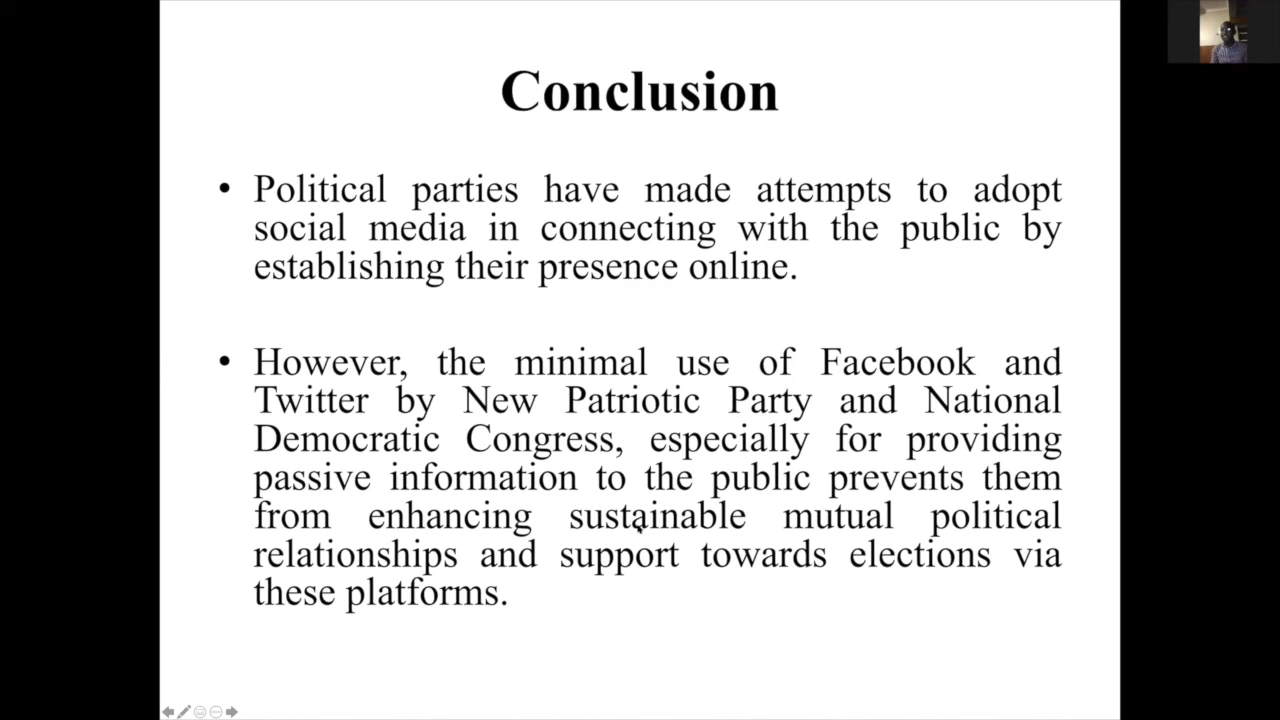 Conclusion
• Political parties have made attempts to adopt
social media in connecting with the public by
establishing their presence online.
• However, the minimal use of Facebook and
Twitter by New Patriotic Party and National
Democratic Congress, especially for providing
passive information to the public prevents them
from enhancing sustainable mutual political
relationships and support towards elections via
these platforms.